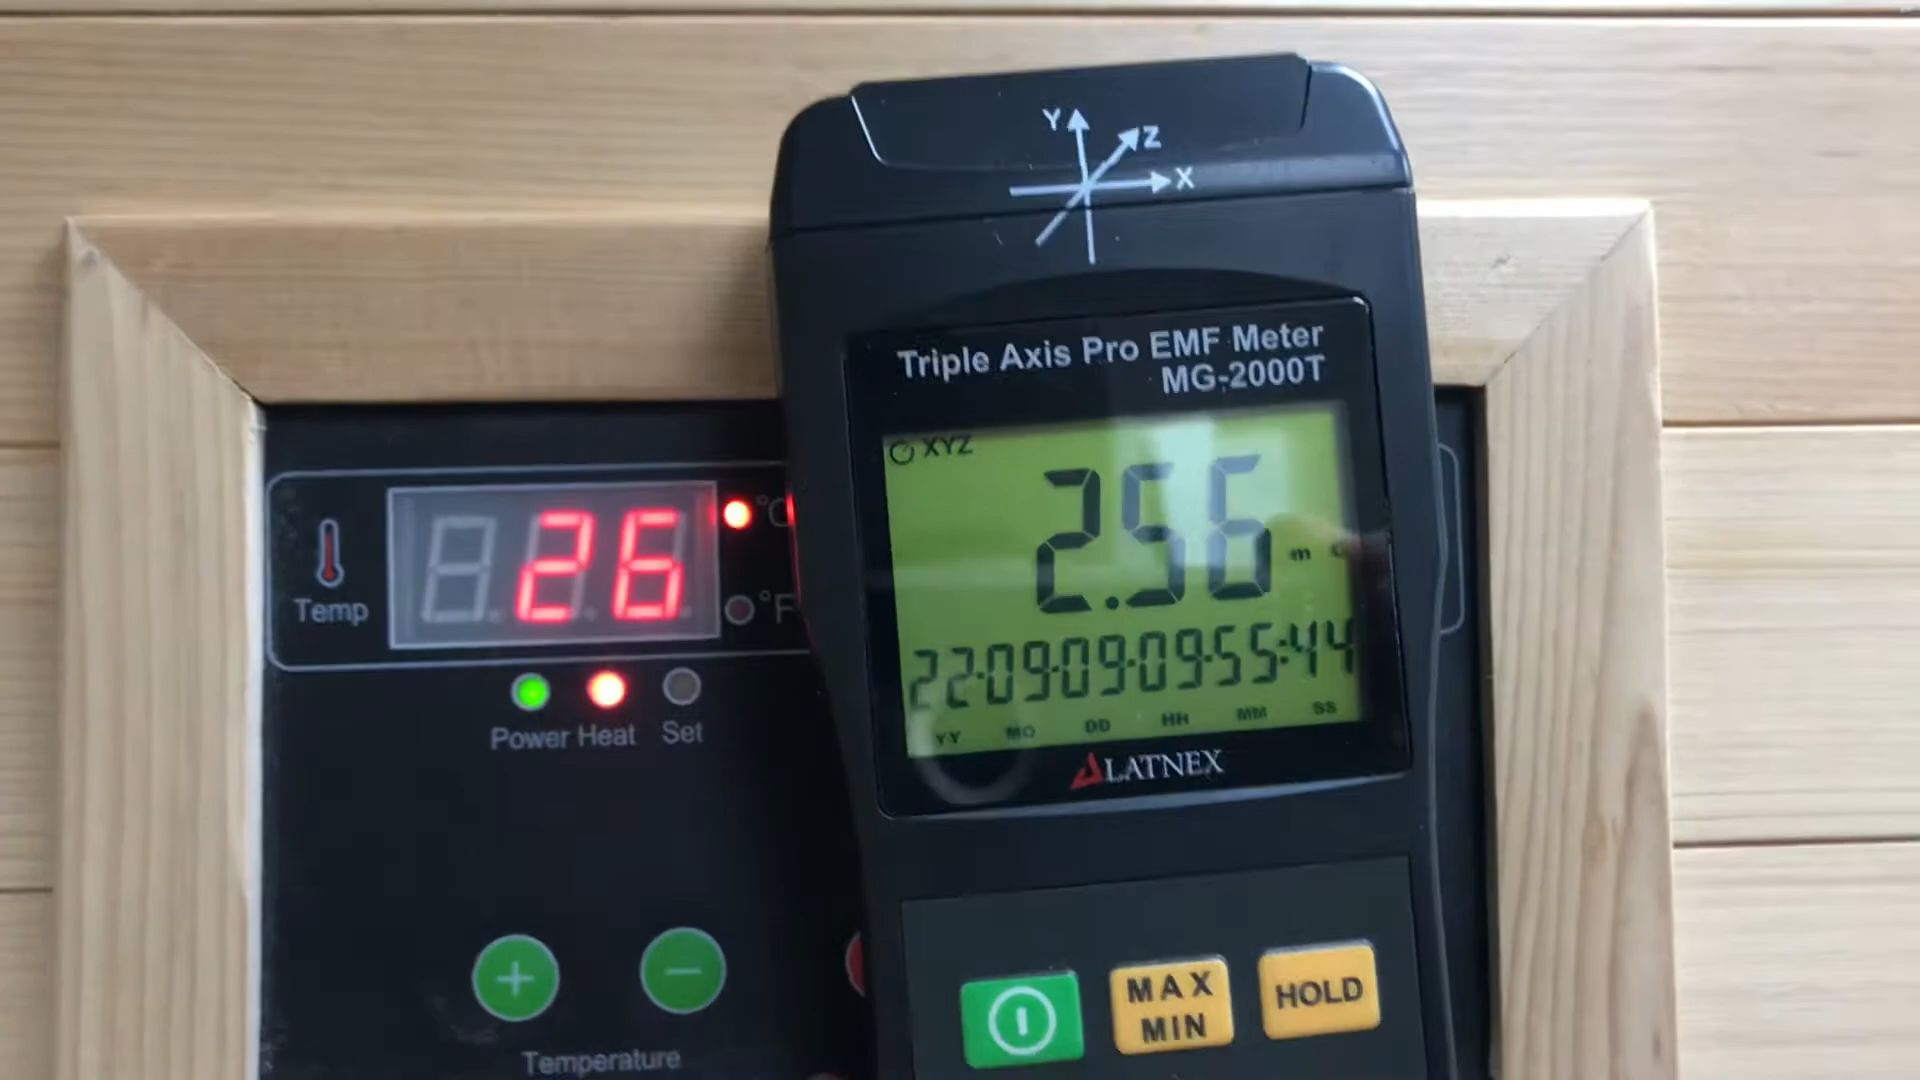 Y
Z
X
Triple Axis Pro EMF Meter
MG-2000T
XYZ
2.56
m G
22-09-09-09-55:44
YY MO DD HH MM SS
LATNEX
MAX
MIN
HOLD
26
°C
°F
Temp
Power Heat Set
+ −
Temperature